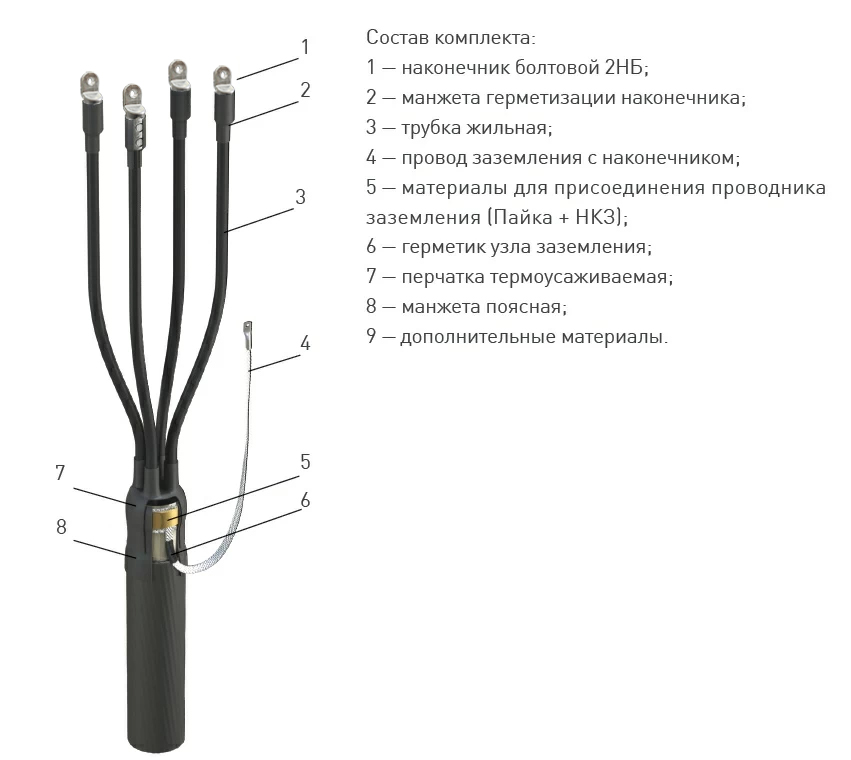 Состав комплекта:
1 — наконечник болтовой 2НБ;
2 — манжета герметизации наконечника;
3 — трубка жильная;
4 — провод заземления с наконечником;
5 — материалы для присоединения проводника
заземления (Пайка + НКЗ);
6 — герметик узла заземления;
7 — перчатка термоусаживаемая;
8 — манжета поясная;
9 — дополнительные материалы.
1
2
3
4
5
6
7
8